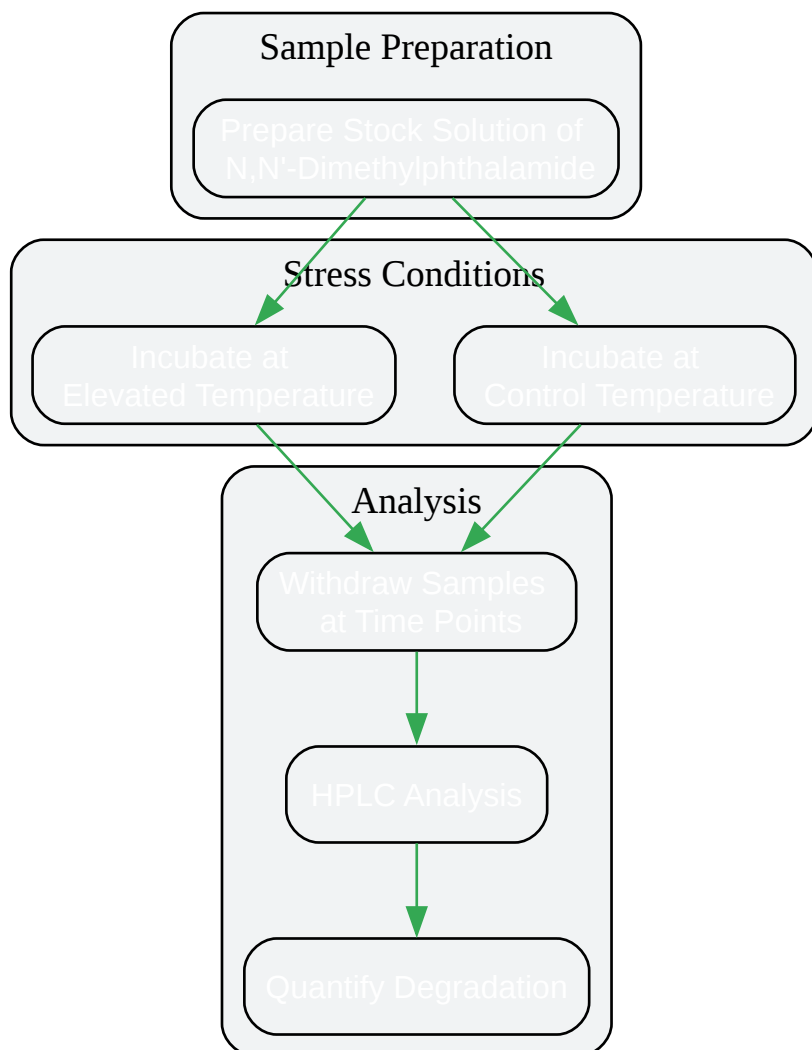 Sample Preparation
Prepare Stock Solution of
N,N'-Dimethylphthalamide
Stress Conditions
Incubate at
Elevated Temperature
Incubate at
Control Temperature
Analysis
Withdraw Samples
at Time Points
HPLC Analysis
Quantify Degradation